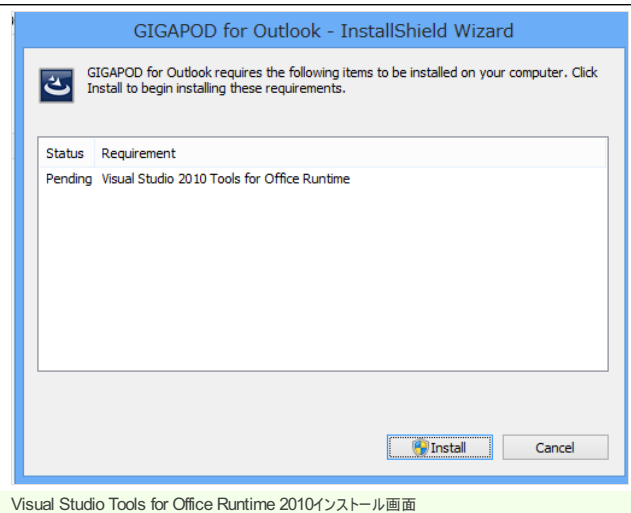 GIGAPOD for Outlook - InstallShield Wizard
GIGAPOD for Outlook requires the following items to be installed on your computer. Click
Install to begin installing these requirements.
Status Requirement
Pending Visual Studio 2010 Tools for Office Runtime
Install Cancel
Visual Studio Tools for Office Runtime 2010インストール画面